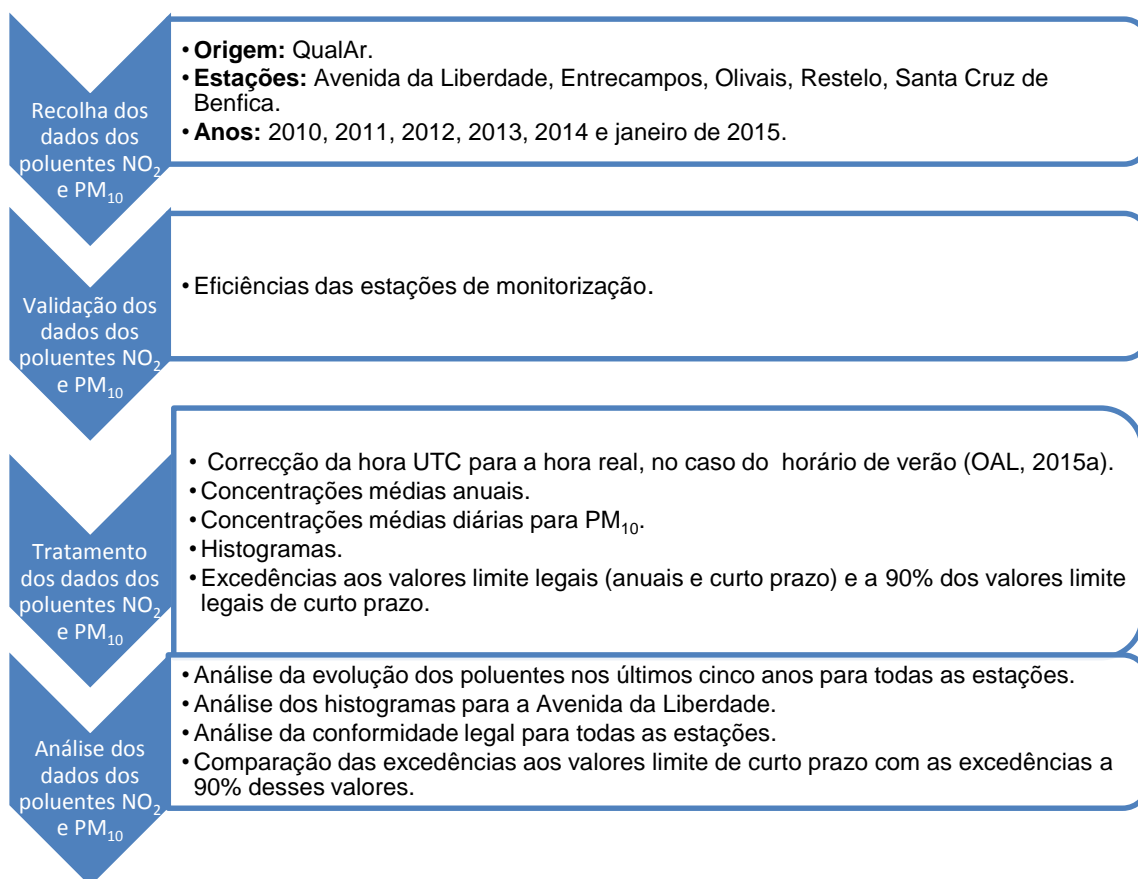 Recolha dos
dados dos
poluentes NO2
e PM10
• Origem: QualAr.
• Estações: Avenida da Liberdade, Entrecampos, Olivais, Restelo, Santa Cruz de
Benfica.
• Anos: 2010, 2011, 2012, 2013, 2014 e janeiro de 2015.
Validação dos
dados dos
poluentes NO2
e PM10
• Eficiências das estações de monitorização.
Tratamento
dos dados dos
poluentes NO2
e PM10
• Correcção da hora UTC para a hora real, no caso do horário de verão (OAL, 2015a).
• Concentrações médias anuais.
• Concentrações médias diárias para PM10.
• Histogramas.
• Excedências aos valores limite legais (anuais e curto prazo) e a 90% dos valores limite
legais de curto prazo.
Análise dos
dados dos
poluentes NO2
e PM10
• Análise da evolução dos poluentes nos últimos cinco anos para todas as estações.
• Análise dos histogramas para a Avenida da Liberdade.
• Análise da conformidade legal para todas as estações.
• Comparação das excedências aos valores limite de curto prazo com as excedências a
90% desses valores.